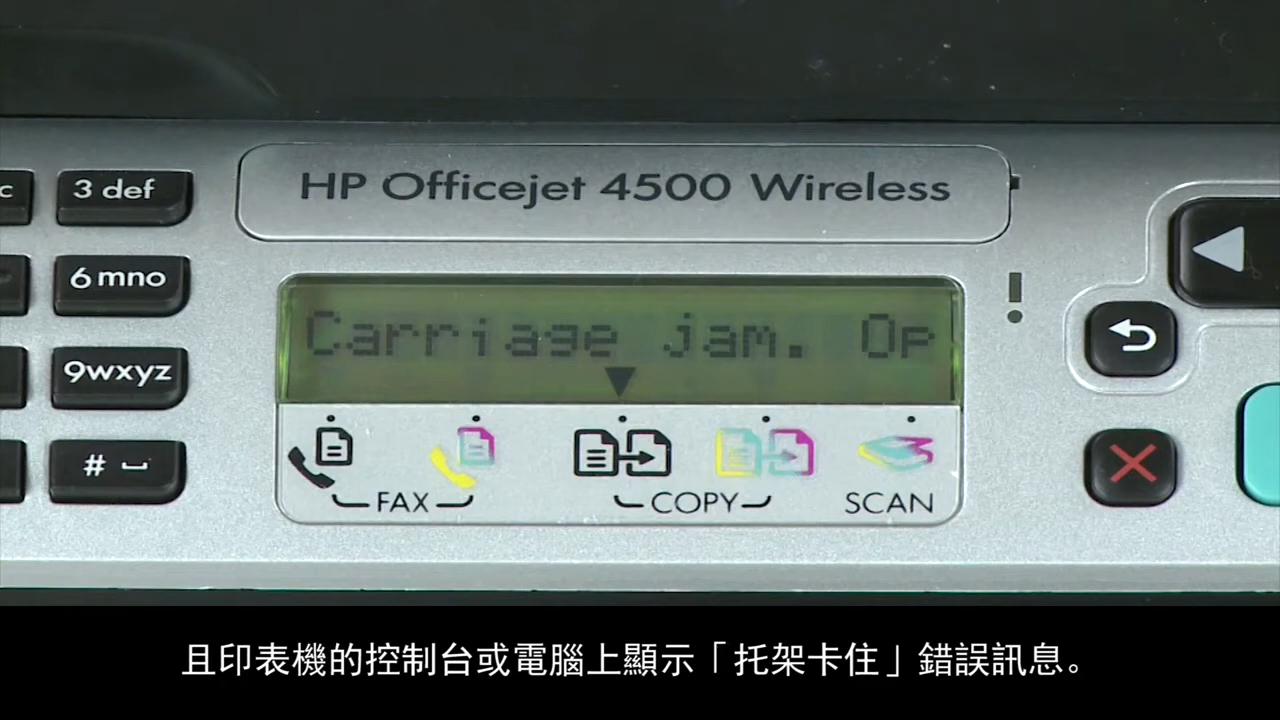 HP Officejet 4500 Wireless
c
3 def
6 mno
9wxyz
#
Carriage jam. Op
FAX
COPY
SCAN
且印表機的控制台或電腦上顯示「托架卡住」錯誤訊息。